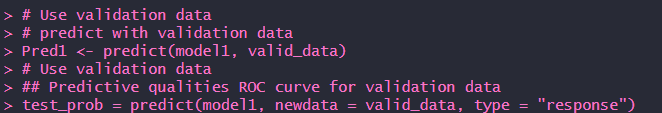 > # Use validation data
> # predict with validation data
> Pred1 <- predict(model1, valid_data)
> # Use validation data
> ## Predictive qualities ROC curve for validation data
> test_prob = predict(model1, newdata = valid_data, type = "response")